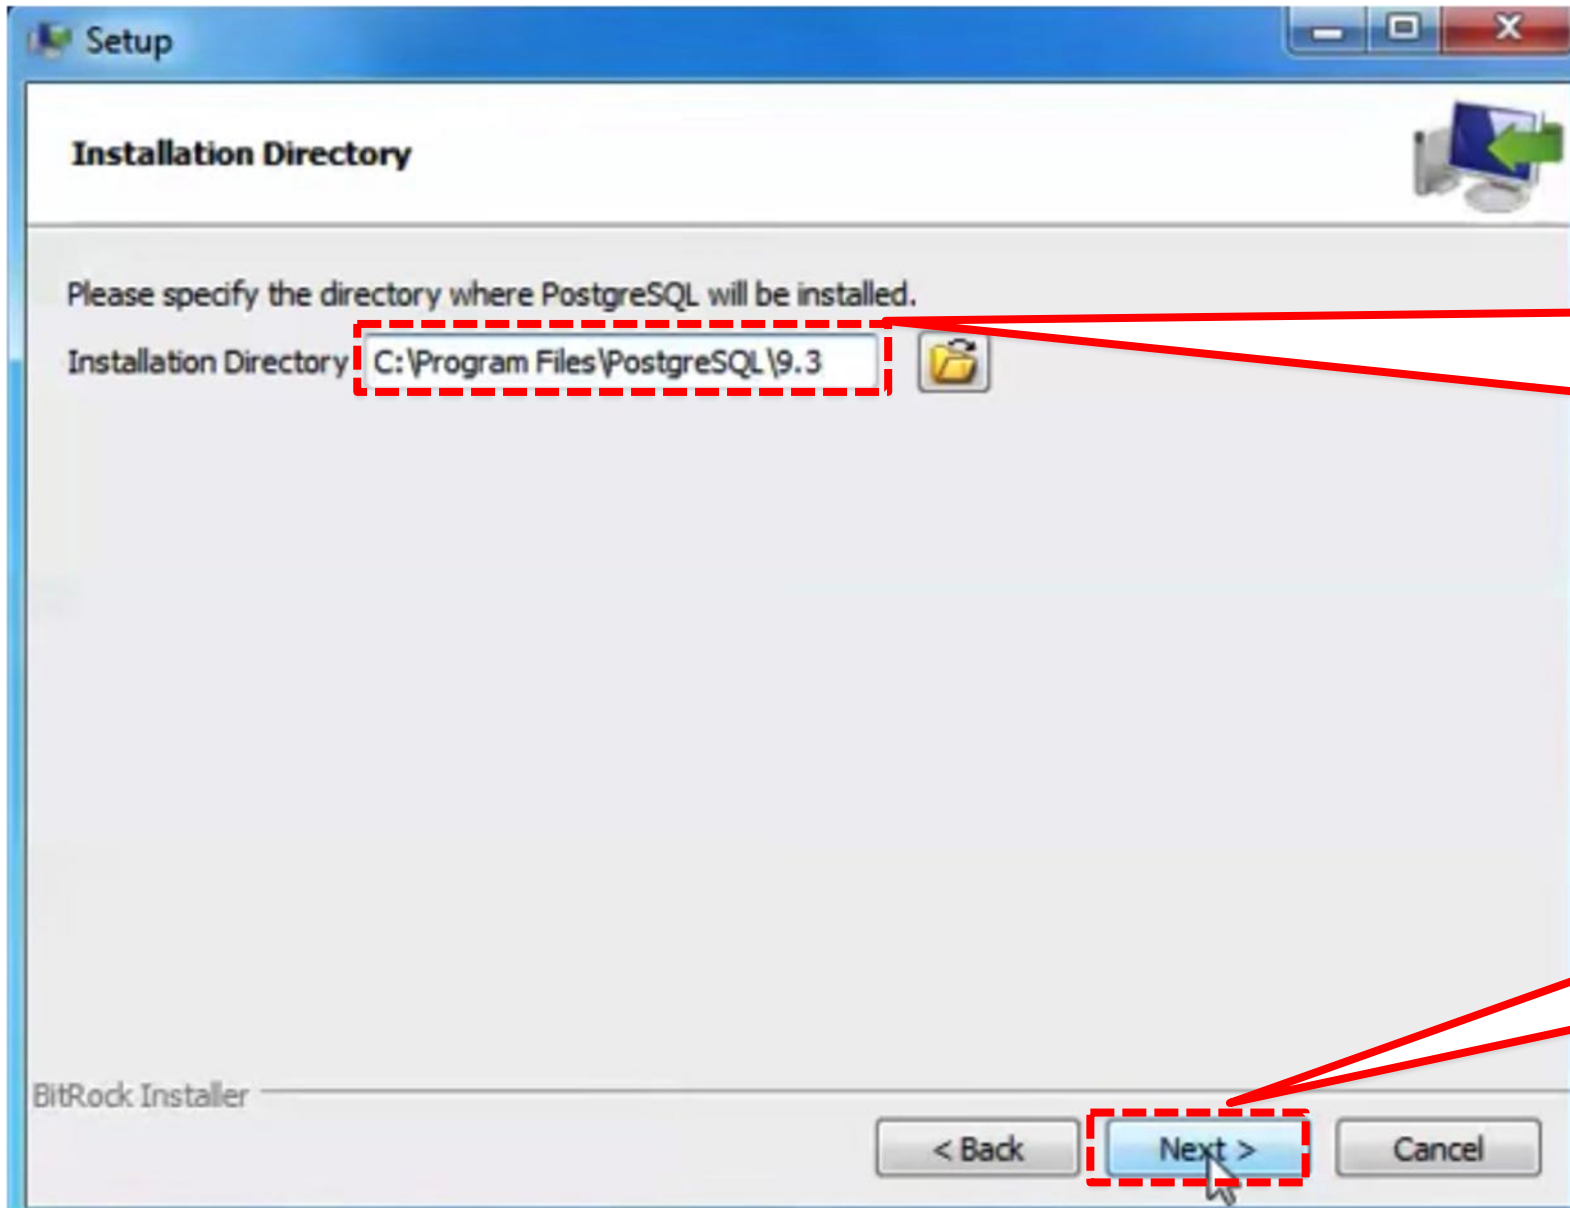 Setup
Installation Directory
Please specify the directory where PostgreSQL will be installed.
Installation Directory C:\Program Files\PostgreSQL\9.3
BitRock Installer
< Back Next > Cancel